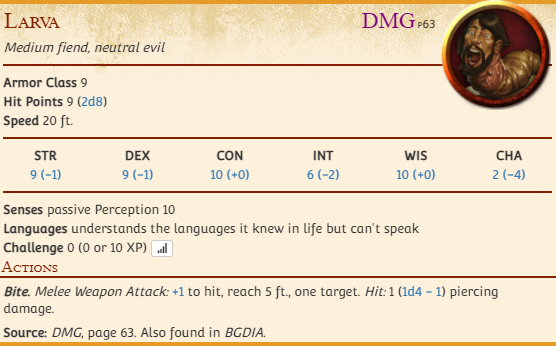 Larva DMG p63
Medium fiend, neutral evil
Armor Class 9
Hit Points 9 (2d8)
Speed 20 ft.
STR DEX CON INT WIS CHA
9 (−1) 9 (−1) 10 (+0) 6 (−2) 10 (+0) 2 (−4)
Senses passive Perception 10
Languages understands the languages it knew in life but can't speak
Challenge 0 (0 or 10 XP)
Actions
Bite. Melee Weapon Attack: +1 to hit, reach 5 ft., one target. Hit: 1 (1d4 − 1) piercing
damage.
Source: DMG, page 63. Also found in BGDIA.